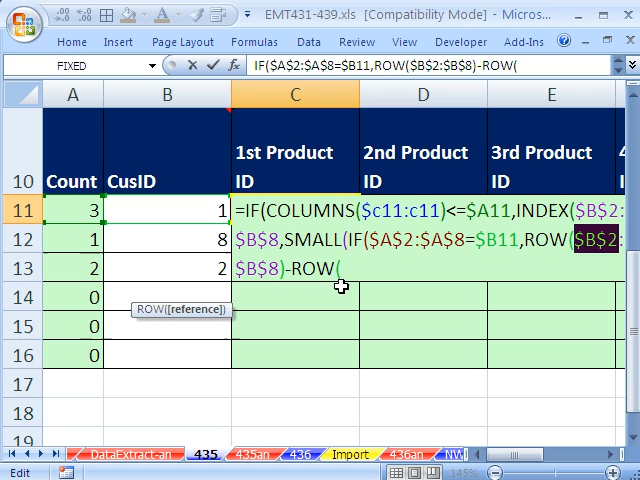 EMT431-439.xls [Compatibility Mode] - Micros...
Home Insert Page Layout Formulas Data Review View Developer Add-Ins
FIXED IF($A$2:$A$8=$B11,ROW($B$2:$B$8)-ROW(
A B C D E
10 Count CusID 1st Product ID 2nd Product ID 3rd Product ID 4
11 3 1 =IF(COLUMNS($c11:c11)<=$A11,INDEX($B$2:
12 1 8 $B$8,SMALL(IF($A$2:$A$8=$B11,ROW($B$2:
13 2 2 $B$8)-ROW(
14 0
ROW([reference])
15 0
16 0
17
18
19
DataExtract-an 435 435an 436 Import 436an NW
Edit 145%